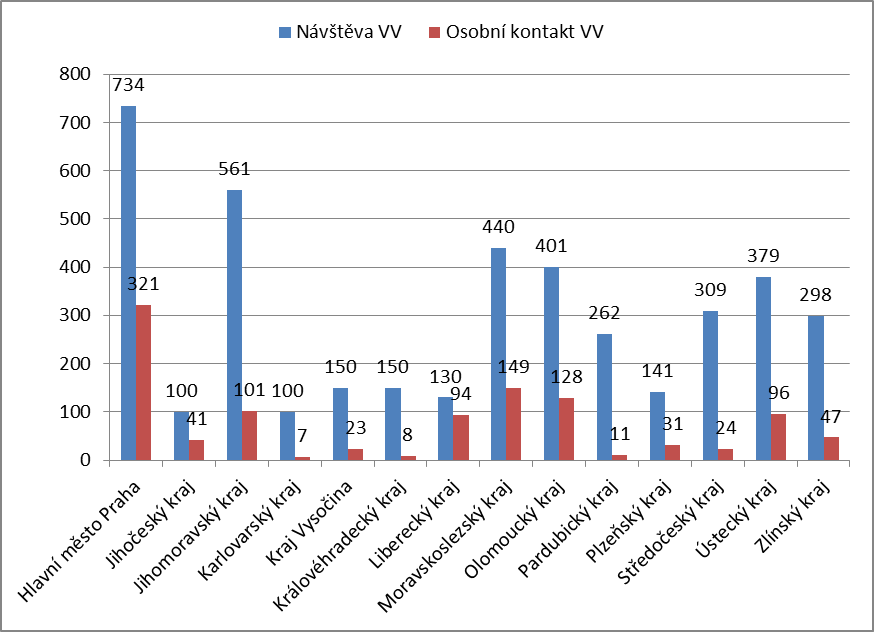 Návštěva VV Osobní kontakt VV
800
700
600
500
400
300
200
100
0
734
321
100
41
561
101
100
7
150
23
150
8
130
94
440
149
401
128
262
11
141
31
309
24
379
96
298
47
Hlavní město Praha
Jihočeský kraj
Jihomoravský kraj
Karlovarský kraj
Kraj Vysočina
Královéhradecký kraj
Liberecký kraj
Moravskoslezský kraj
Olomoucký kraj
Pardubický kraj
Plzeňský kraj
Středočeský kraj
Ústecký kraj
Zlínský kraj